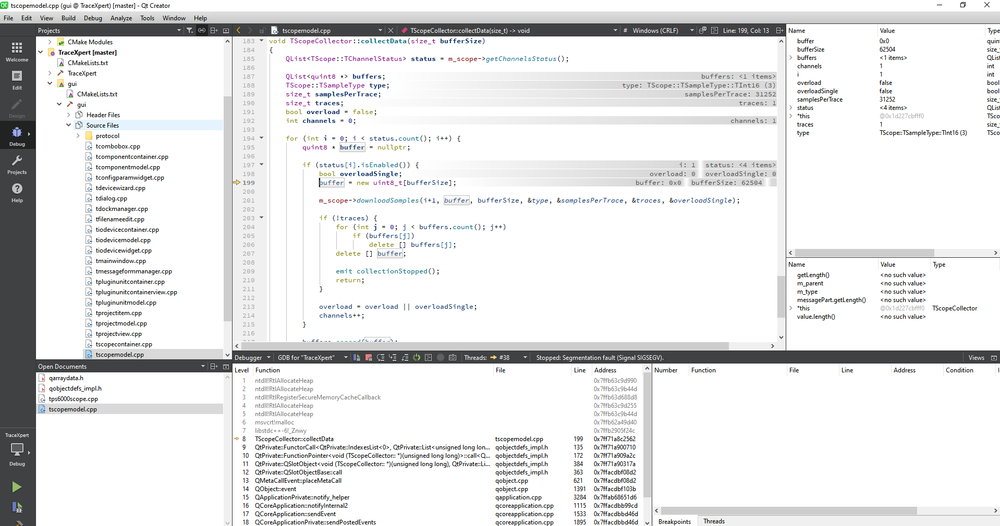 tscopemodel.cpp (gui @ TraceXpert) [master] - Qt Creator
File Edit View Build Debug Analyze Tools Window Help
Projects
tscopemodel.cpp
TScopeCollector::collectData(size_t) -> void
# Windows (CRLF)
Line: 199, Col: 13
Welcome
Edit
Design
Debug
Projects
Help
TraceXpert
Debug
CMake Modules
TraceXpert [master]
CMakeLists.txt
TraceXpert
gui
CMakeLists.txt
gui
Header Files
Source Files
protocol
tcombobox.cpp
tcomponentcontainer.cpp
tcomponentmodel.cpp
tconfigparamwidget.cpp
tdevicewizard.cpp
tdialog.cpp
tdockmanager.cpp
tfilenameedit.cpp
tiodevicecontainer.cpp
tiodevicemodel.cpp
tiodevicewidget.cpp
tmainwindow.cpp
tmessageformmanager.cpp
tpluginunitcontainer.cpp
tpluginunitcontainerview.cpp
tpluginunitmodel.cpp
tprojectitem.cpp
tprojectmodel.cpp
tprojectview.cpp
tscopecontainer.cpp
tscopemodel.cpp
Open Documents
qarraydata.h
qobjectdefs_impl.h
tps6000scope.cpp
tscopemodel.cpp
183 void TScopeCollector::collectData(size_t bufferSize)
184 {
185 QList<TScope::TChannelStatus> status = m_scope->getChannelsStatus();
186
187 QList<quint8 *> buffers; buffers: <1 items>
188 TScope::TSampleType type; type: TScope::TSampleType::TInt16 (3)
189 size_t samplesPerTrace; samplesPerTrace: 31252
190 size_t traces; traces: 1
191 bool overload = false;
192 int channels = 0; channels: 1
193
194 for (int i = 0; i < status.count(); i++) {
195 quint8 * buffer = nullptr;
196
197 if (status[i].isEnabled()) { i: 1 status: <4 items>
198 bool overloadSingle; overload: 0 overloadSingle: 0
199 buffer = new uint8_t[bufferSize]; buffer: 0x0 bufferSize: 62504
200
201 m_scope->downloadSamples(i+1, buffer, bufferSize, &type, &samplesPerTrace, &traces, &overloadSingle);
202
203 if (!traces) {
204 for (int j = 0; j < buffers.count(); j++)
205 if (buffers[j])
206 delete [] buffers[j];
207 delete [] buffer;
208
209 emit collectionStopped();
210 return;
211 }
212
213 overload = overload || overloadSingle;
214 channels++;
215 }
216
217 buffers.append(buffer);
Name Value Type
buffer 0x0 quin
bufferSize 62504 size_
buffers <1 items> QLis
channels 1 int
i 1 int
overload false bool
overloadSingle false bool
samplesPerTrace 31252 size_
status <4 items> QLis
*this @0x1d227cbfff0 TSco
traces 1 size_
type TScope::TSampleType::TInt16 (3) TSco
Name Value Type
getLength() <no such value>
m_parent <no such value>
m_type <no such value>
messagePart.getLength() <no such value>
*this @0x1d227cbfff0 TScopeCollector
value.length() <no such value>
Debugger GDB for "TraceXpert" Threads: #38 Stopped: Segmentation fault (Signal SIGSEGV). Views
Level Function File Line Address
1 ntdll!RtlAllocateHeap 0x7ffb63c9d990
2 ntdll!RtlAllocateHeap 0x7ffb63c9b44d
3 ntdll!RtlRegisterSecureMemoryCacheCallback 0x7ffb63d688d8
4 ntdll!RtlAllocateHeap 0x7ffb63c9d255
5 ntdll!RtlAllocateHeap 0x7ffb63c9b44d
6 msvcrt!malloc 0x7ffb62a49d40
7 libstdc++-6!_Znwy 0x7ffb2905f24c
8 TScopeCollector::collectData tscopemodel.cpp 199 0x7ff71a8c2562
9 QtPrivate::FunctorCall<QtPrivate::IndexesList<0>, QtPrivate::List<unsigned long lon... qobjectdefs_impl.h 135 0x7ff71a900710
10 QtPrivate::FunctionPointer<void (TScopeCollector:: *)(unsigned long long)>::call<Q... qobjectdefs_impl.h 172 0x7ff71a909a2c
11 QtPrivate::QSlotObject<void (TScopeCollector:: *)(unsigned long long), QtPrivate::Li... qobjectdefs_impl.h 384 0x7ff71a90317a
12 QtPrivate::QSlotObjectBase::call qobjectdefs_impl.h 363 0x7ffacdbf08d2
13 QMetaCallEvent::placeMetaCall qobject.cpp 621 0x7ffacdbf08d2
14 QObject::event qobject.cpp 1391 0x7ffacdbf103b
15 QApplicationPrivate::notify_helper qapplication.cpp 3284 0x7ffab68651d6
16 QCoreApplication::notifyInternal2 qcoreapplication.cpp 1115 0x7ffacdbb99cd
17 QCoreApplication::sendEvent qcoreapplication.cpp 1533 0x7ffacdbbd46d
18 QCoreApplicationPrivate::sendPostedEvents qcoreapplication.cpp 1895 0x7ffacdbbd46d
Number Function File Line Address Condition
Breakpoints Threads